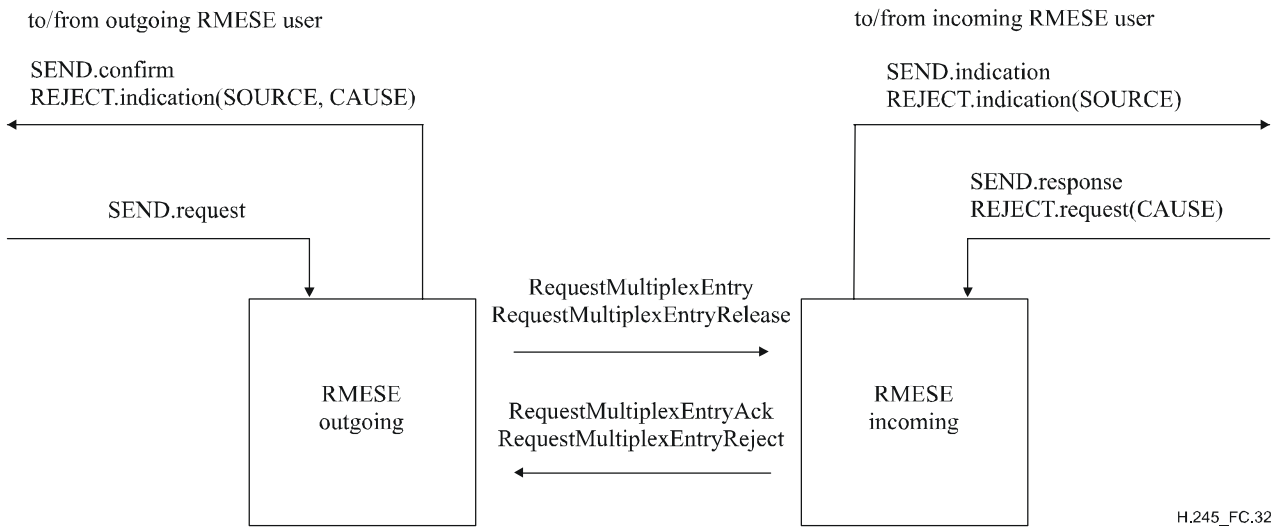 to/from outgoing RMESE user
to/from incoming RMESE user
SEND.confirm
REJECT.indication(SOURCE, CAUSE)
SEND.indication
REJECT.indication(SOURCE)
SEND.request
SEND.response
REJECT.request(CAUSE)
RequestMultiplexEntry
RequestMultiplexEntryRelease
RMESE
outgoing
RequestMultiplexEntryAck
RequestMultiplexEntryReject
RMESE
incoming
H.245_FC.32